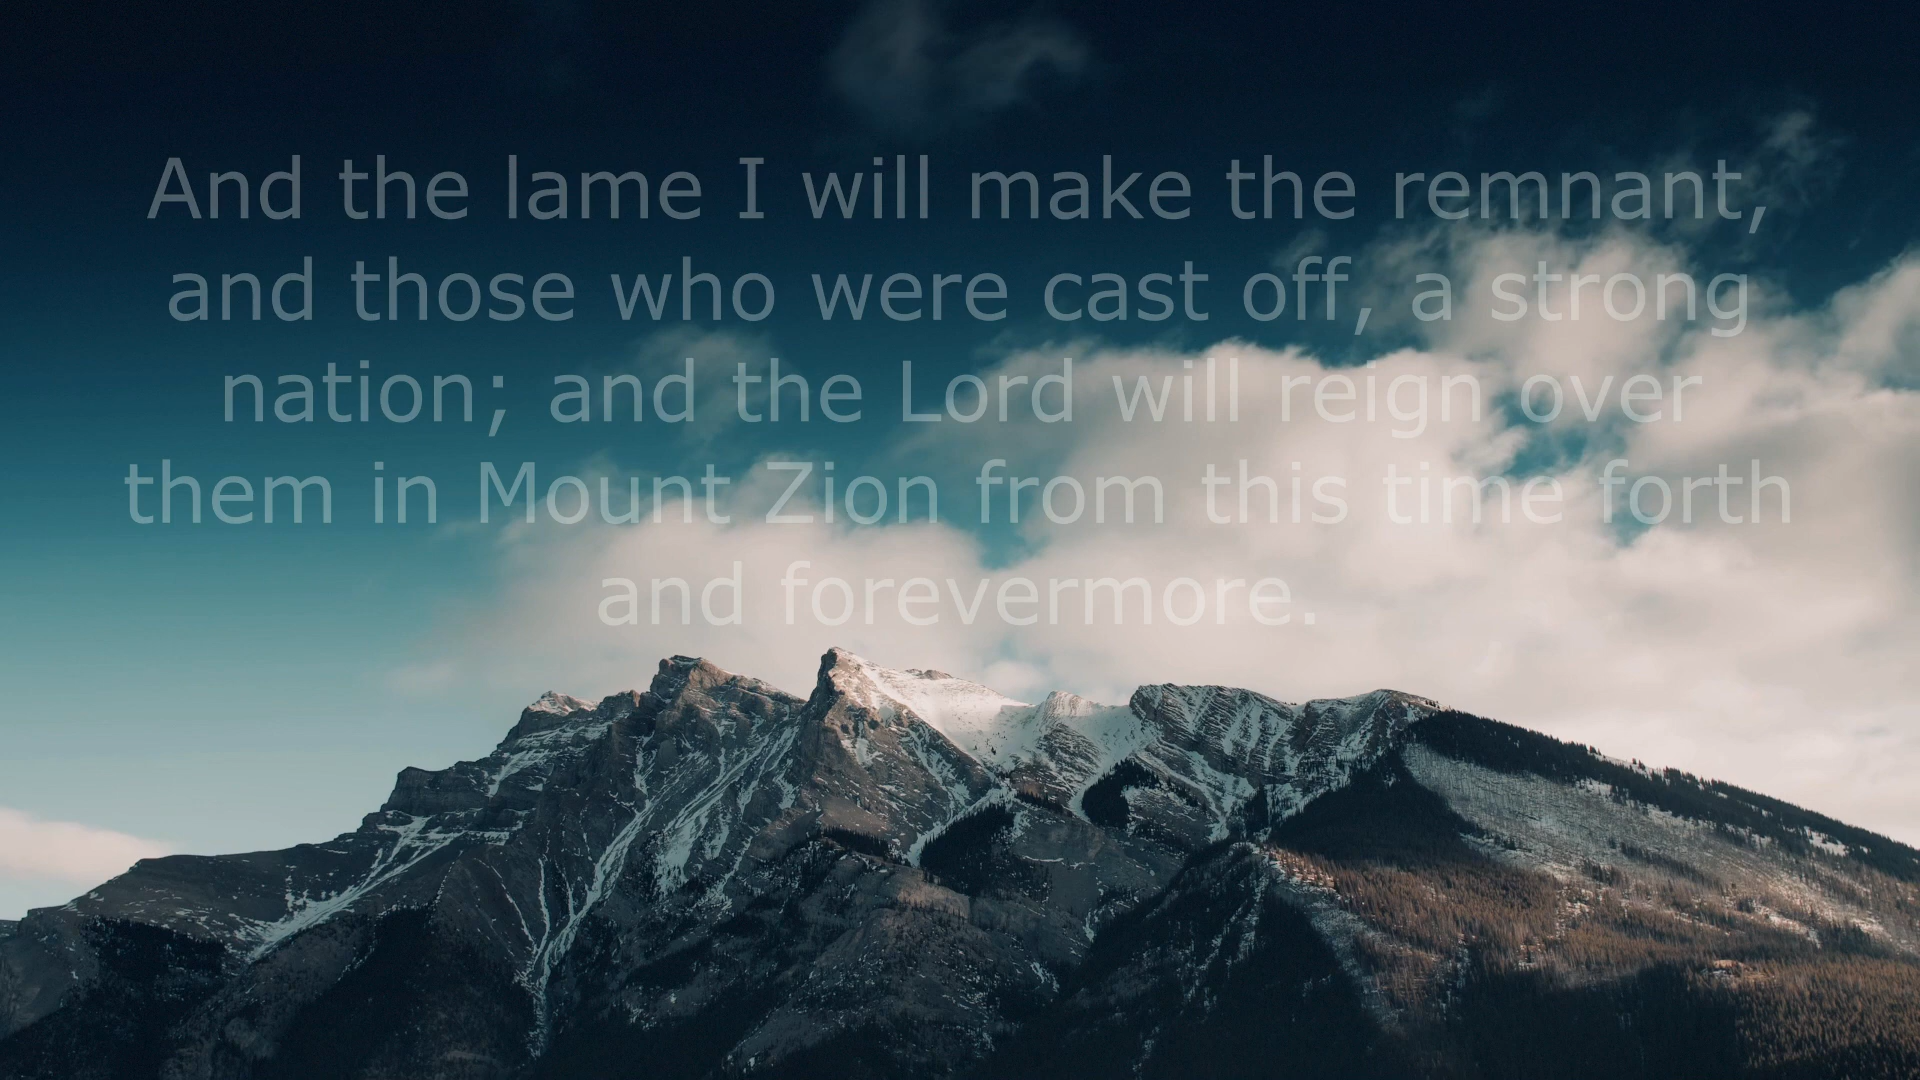 And the lame I will make the remnant,
and those who were cast off, a strong
nation; and the Lord will reign over
them in Mount Zion from this time forth
and forevermore.